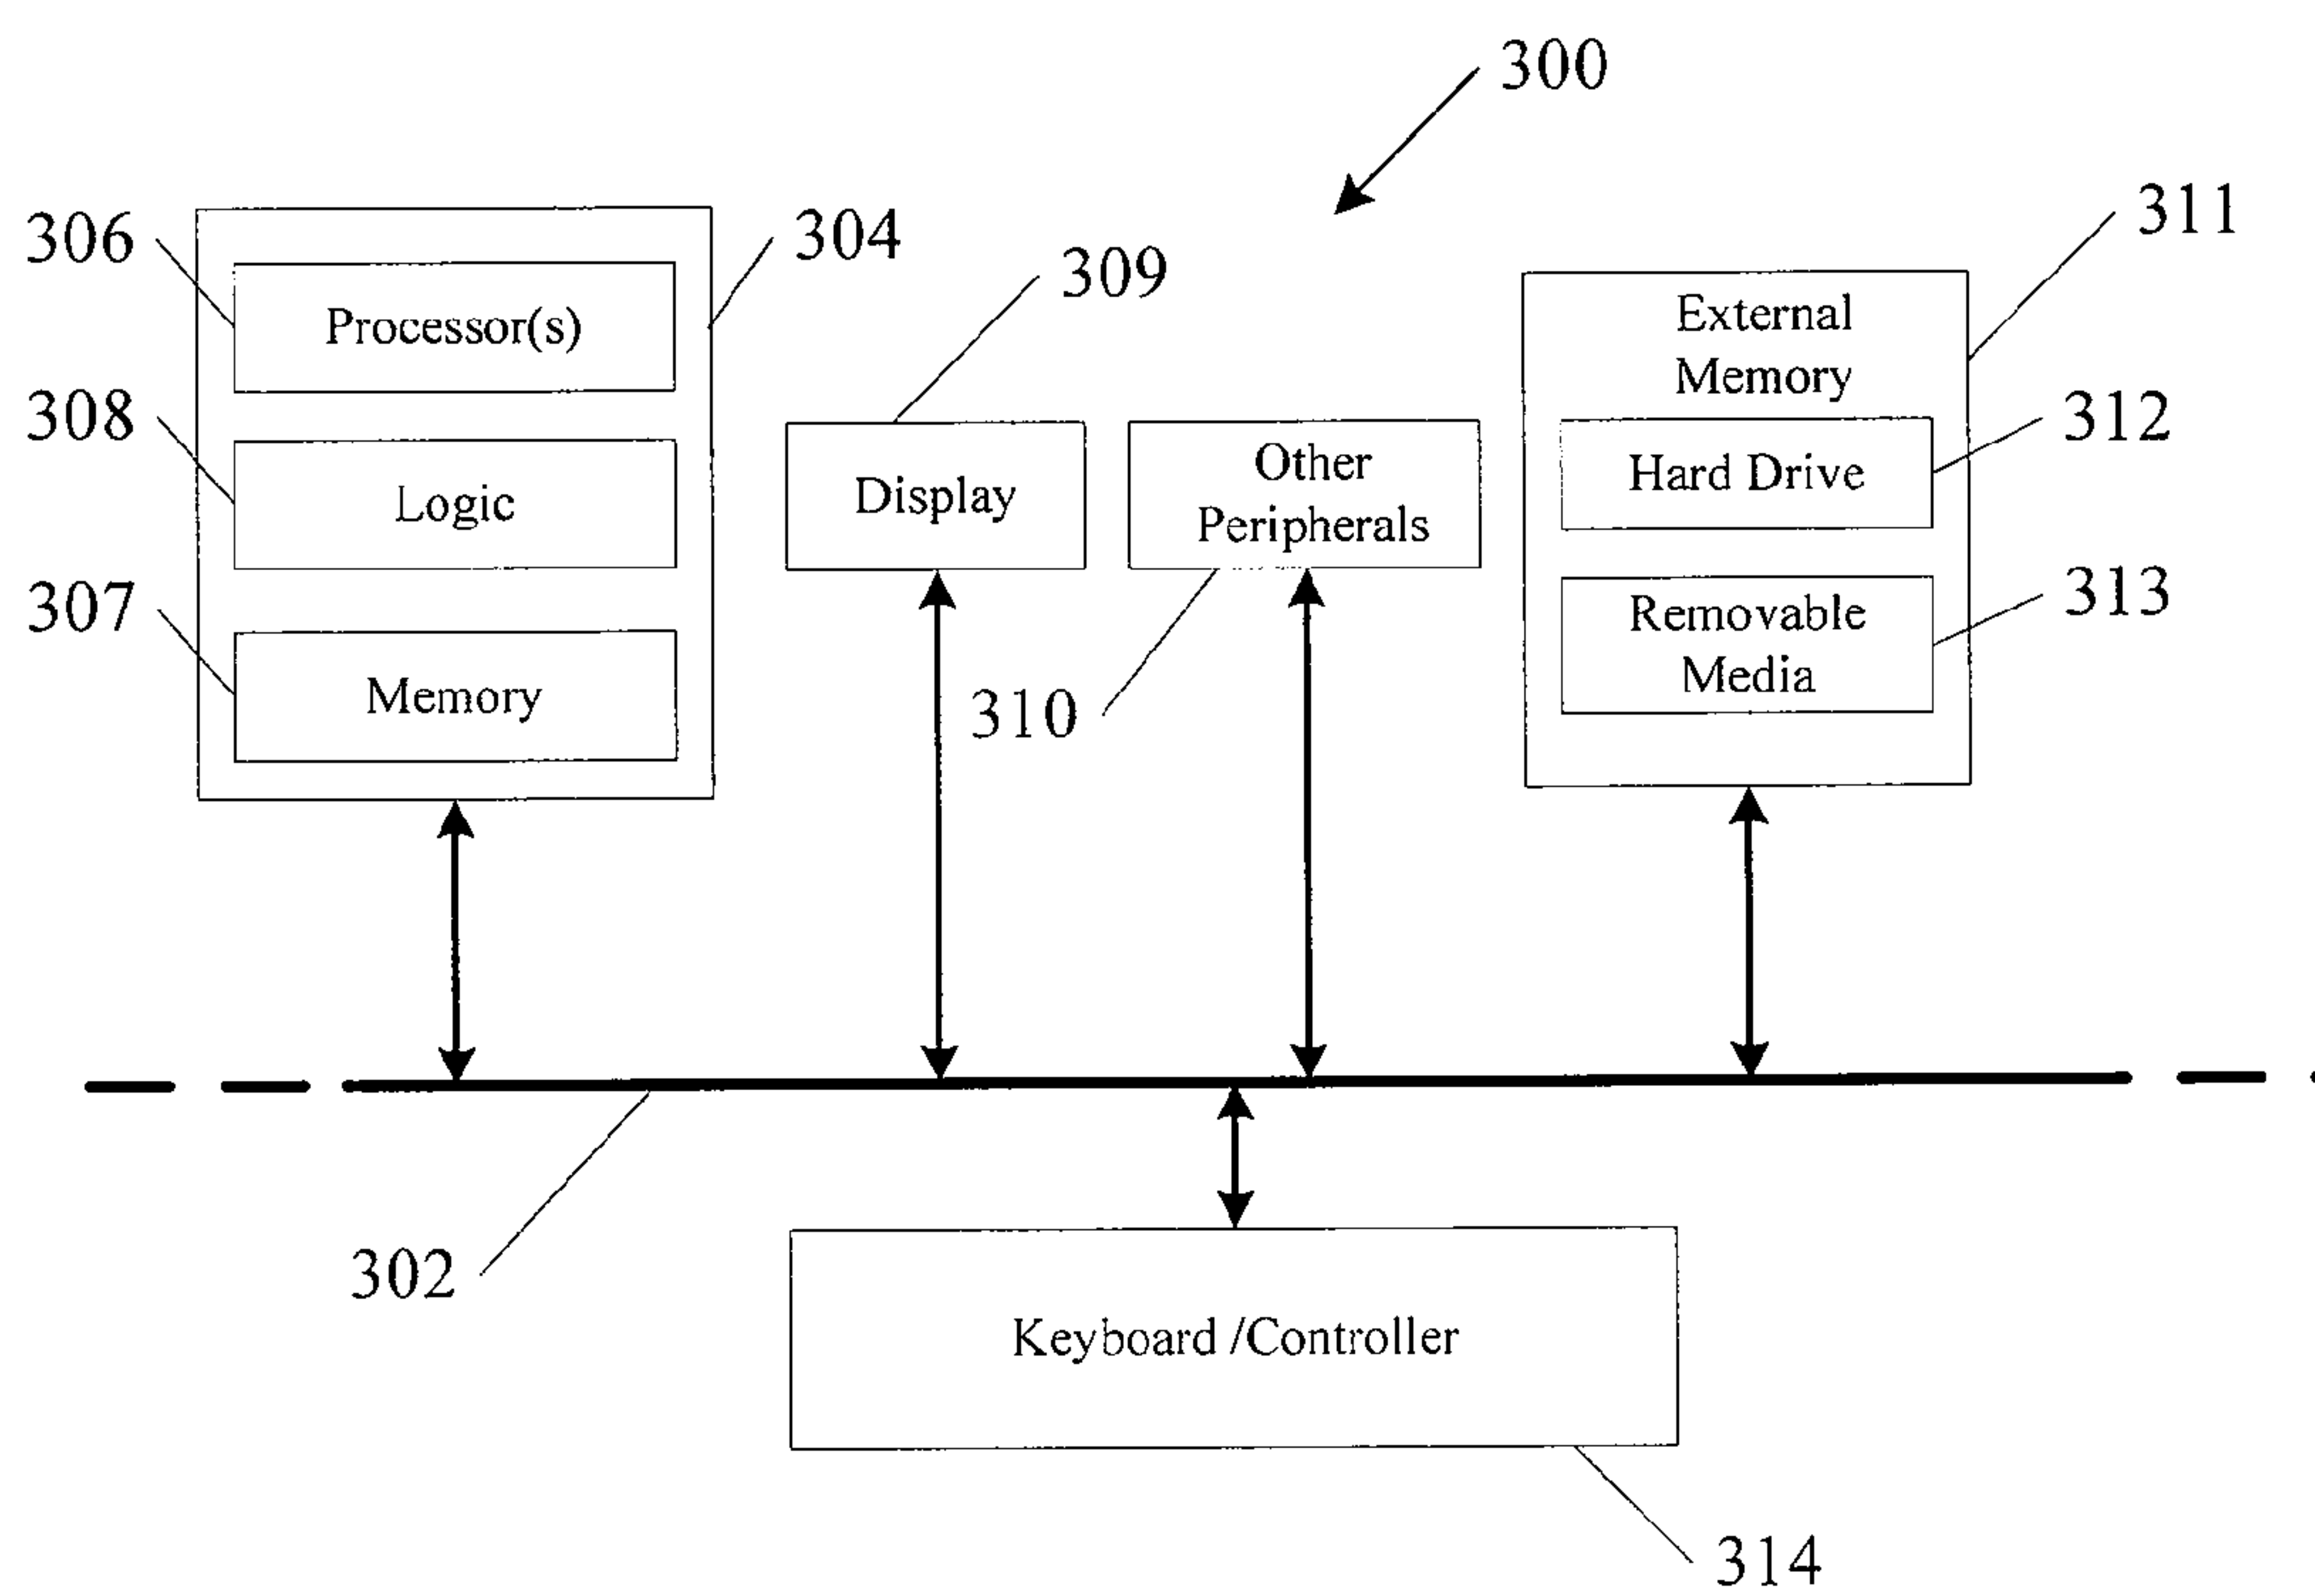 300
311
306
304
309
Processor(s)
External
Memory
308
312
Logic
Display
Other
Peripherals
Hard Drive
307
313
Memory
310
Removable
Media
302
Keyboard /Controller
314